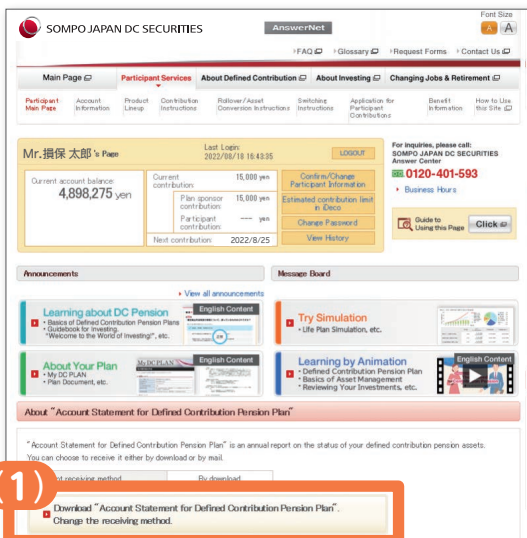 Font Size
SOMPO JAPAN DC SECURITIES
AnswerNet
A A
FAQ Glossary Request Forms Contact Us
Main Page Participant Services About Defined Contribution About Investing Changing Jobs & Retirement
Participant Main Page Account Information Product Lineup Contribution Instructions Rollover/Asset Conversion Instructions Switching Instructions Application for Participant Contributions Benefit Information How to Use this Site
Mr.損保 太郎's Page
Last Login:
2022/08/18 16:43:35
LOGOUT
Current account balance:
4,898,275 yen
Current contribution: 15,000 yen
Plan sponsor contribution: 15,000 yen
Participant contribution: --- yen
Next contribution: 2022/8/25
Confirm/Change Participant Information
Estimated contribution limit in iDeco
Change Password
View History
For inquiries, please call:
SOMPO JAPAN DC SECURITIES
Answer Center
0120-401-593
Business Hours
Guide to Using this Page
Click
Announcements
Message Board
View all announcements
Learning about DC Pension
English Content
• Basics of Defined Contribution Pension Plans
• Guidebook for Investing.
"Welcome to the World of Investing!", etc.
Try Simulation
• Life Plan Simulation, etc.
About Your Plan
English Content
• My DC PLAN
• Plan Document, etc.
My DC PLAN
Learning by Animation
English Content
• Defined Contribution Pension Plan
• Basics of Asset Management
• Reviewing Your Investments, etc.
About "Account Statement for Defined Contribution Pension Plan"
"Account Statement for Defined Contribution Pension Plan" is an annual report on the status of your defined contribution pension assets.
You can choose to receive it either by download or by mail.
receiving method By download
(1)
Download "Account Statement for Defined Contribution Pension Plan".
Change the receiving method.